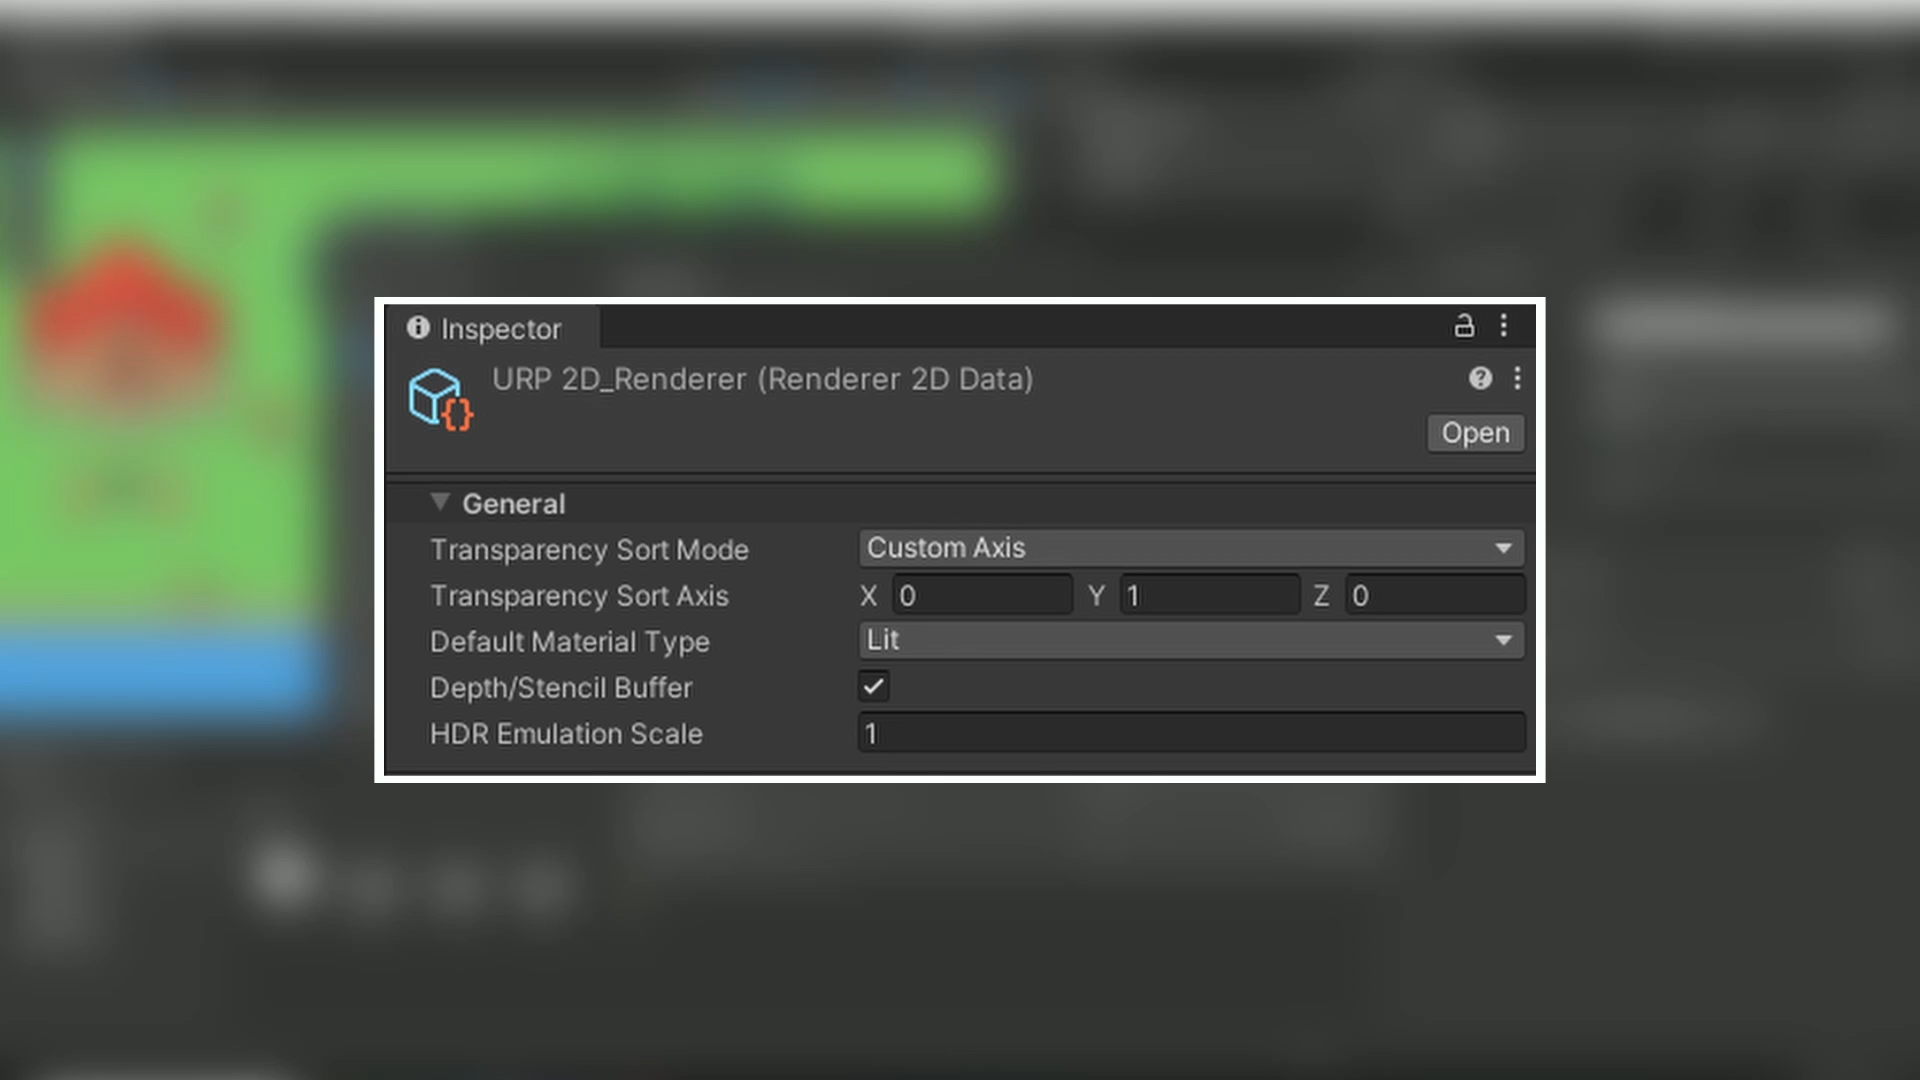 Inspector
URP 2D_Renderer (Renderer 2D Data)
Open
General
Transparency Sort Mode Custom Axis
Transparency Sort Axis X 0 Y 1 Z 0
Default Material Type Lit
Depth/Stencil Buffer
HDR Emulation Scale 1